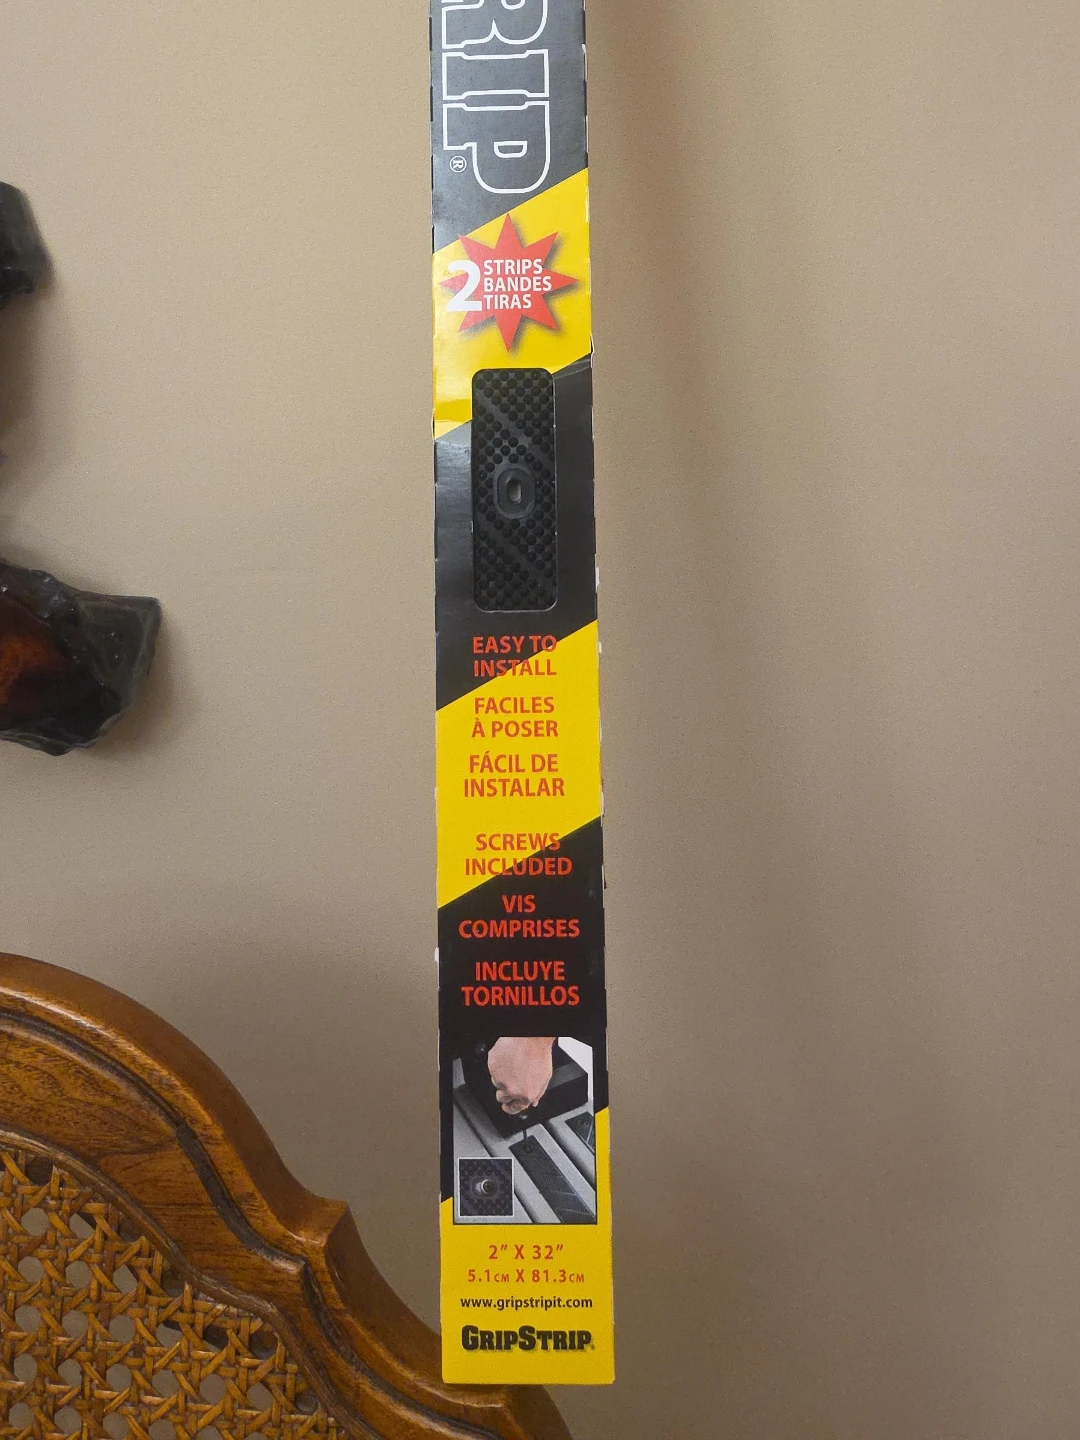 RIP®
2 STRIPS
BANDES
TIRAS
EASY TO
INSTALL
FACILES
À POSER
FÁCIL DE
INSTALAR
SCREWS
INCLUDED
VIS
COMPRISES
INCLUYE
TORNILLOS
2” X 32”
5.1CM X 81.3CM
www.gripstripit.com
GRIPSTRIP